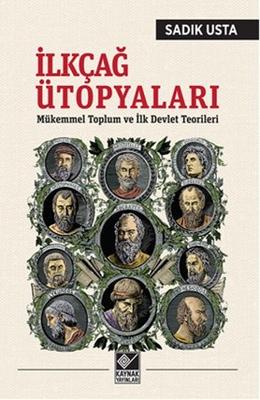 SADIK USTA
İLKÇAĞ
ÜTOPYALARI
Mükemmel Toplum ve İlk Devlet Teorileri
KAYNAK
YAYINLARI